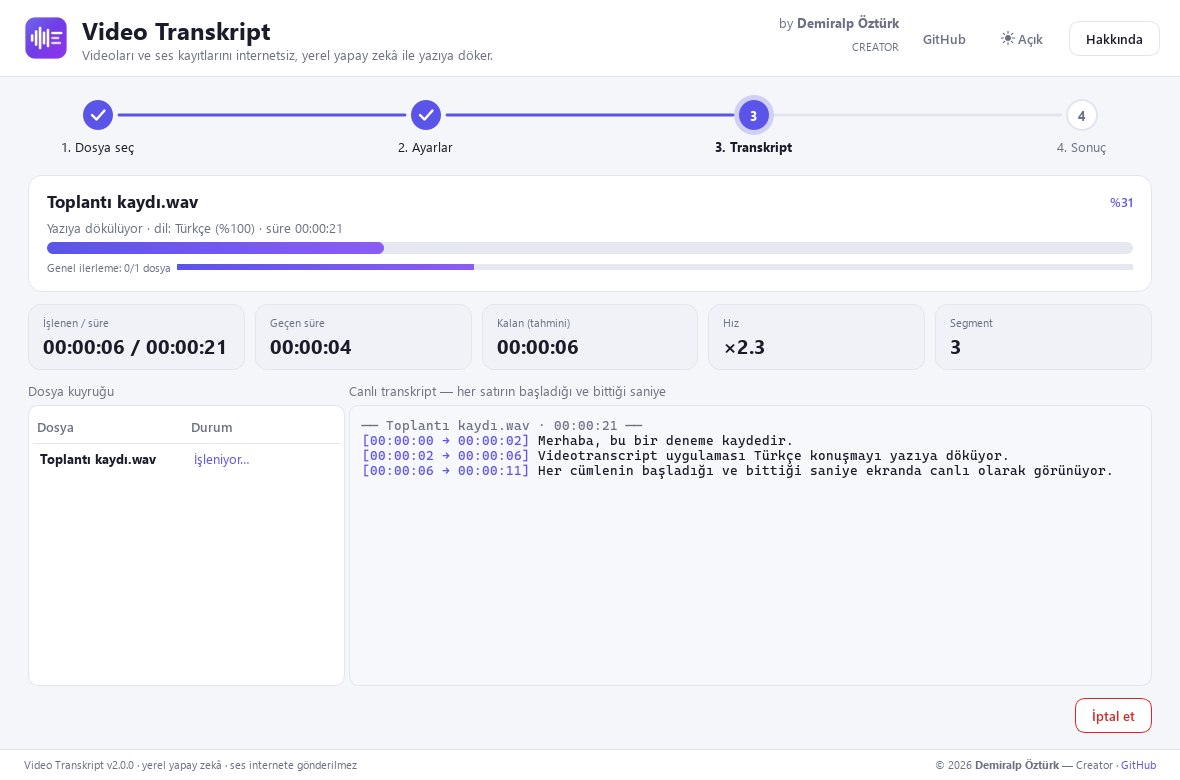 Video Transkript
Videoları ve ses kayıtlarını internetsiz, yerel yapay zekâ ile yazıya döker.
by Demiralp Öztürk
CREATOR
GitHub
Açık
Hakkında
3
4
1. Dosya seç
2. Ayarlar
3. Transkript
4. Sonuç
Toplantı kaydı.wav
%31
Yazıya dökülüyor · dil: Türkçe (%100) · süre 00:00:21
Genel ilerleme: 0/1 dosya
İşlenen / süre
00:00:06 / 00:00:21
Geçen süre
00:00:04
Kalan (tahmini)
00:00:06
Hız
×2.3
Segment
3
Dosya kuyruğu
Dosya Durum
Toplantı kaydı.wav İşleniyor...
Canlı transkript — her satırın başladığı ve bittiği saniye
── Toplantı kaydı.wav · 00:00:21 ──
[00:00:00 → 00:00:02] Merhaba, bu bir deneme kaydedir.
[00:00:02 → 00:00:06] Videotranscript uygulaması Türkçe konuşmayı yazıya döküyor.
[00:00:06 → 00:00:11] Her cümlenin başladığı ve bittiği saniye ekranda canlı olarak görünüyor.
İptal et
Video Transkript v2.0.0 · yerel yapay zekâ · ses internete gönderilmez
© 2026 Demiralp Öztürk — Creator · GitHub